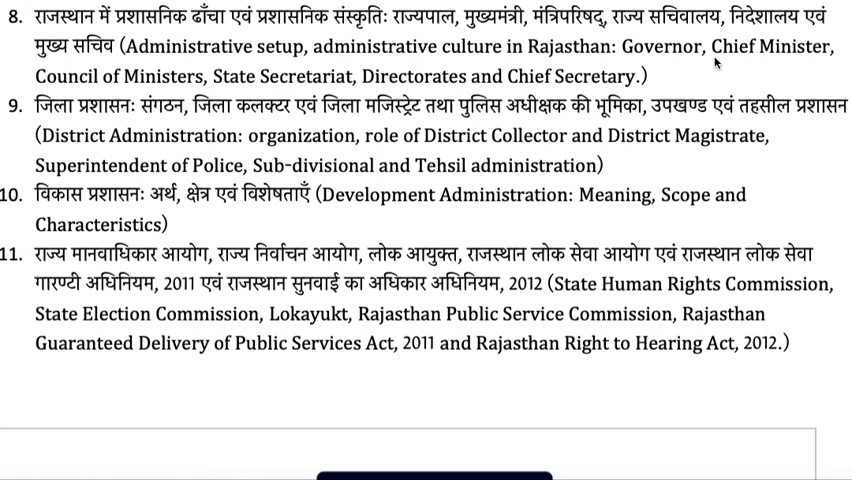 8. राजस्थान में प्रशासनिक ढाँचा एवं प्रशासनिक संस्कृतिः राज्यपाल, मुख्यमंत्री, मंत्रिपरिषद्, राज्य सचिवालय, निदेशालय एवं
मुख्य सचिव (Administrative setup, administrative culture in Rajasthan: Governor, Chief Minister,
Council of Ministers, State Secretariat, Directorates and Chief Secretary.)
9. जिला प्रशासनः संगठन, जिला कलक्टर एवं जिला मजिस्ट्रेट तथा पुलिस अधीक्षक की भूमिका, उपखण्ड एवं तहसील प्रशासन
(District Administration: organization, role of District Collector and District Magistrate,
Superintendent of Police, Sub-divisional and Tehsil administration)
10. विकास प्रशासनः अर्थ, क्षेत्र एवं विशेषताएँ (Development Administration: Meaning, Scope and
Characteristics)
11. राज्य मानवाधिकार आयोग, राज्य निर्वाचन आयोग, लोक आयुक्त, राजस्थान लोक सेवा आयोग एवं राजस्थान लोक सेवा
गारण्टी अधिनियम, 2011 एवं राजस्थान सुनवाई का अधिकार अधिनियम, 2012 (State Human Rights Commission,
State Election Commission, Lokayukt, Rajasthan Public Service Commission, Rajasthan
Guaranteed Delivery of Public Services Act, 2011 and Rajasthan Right to Hearing Act, 2012.)